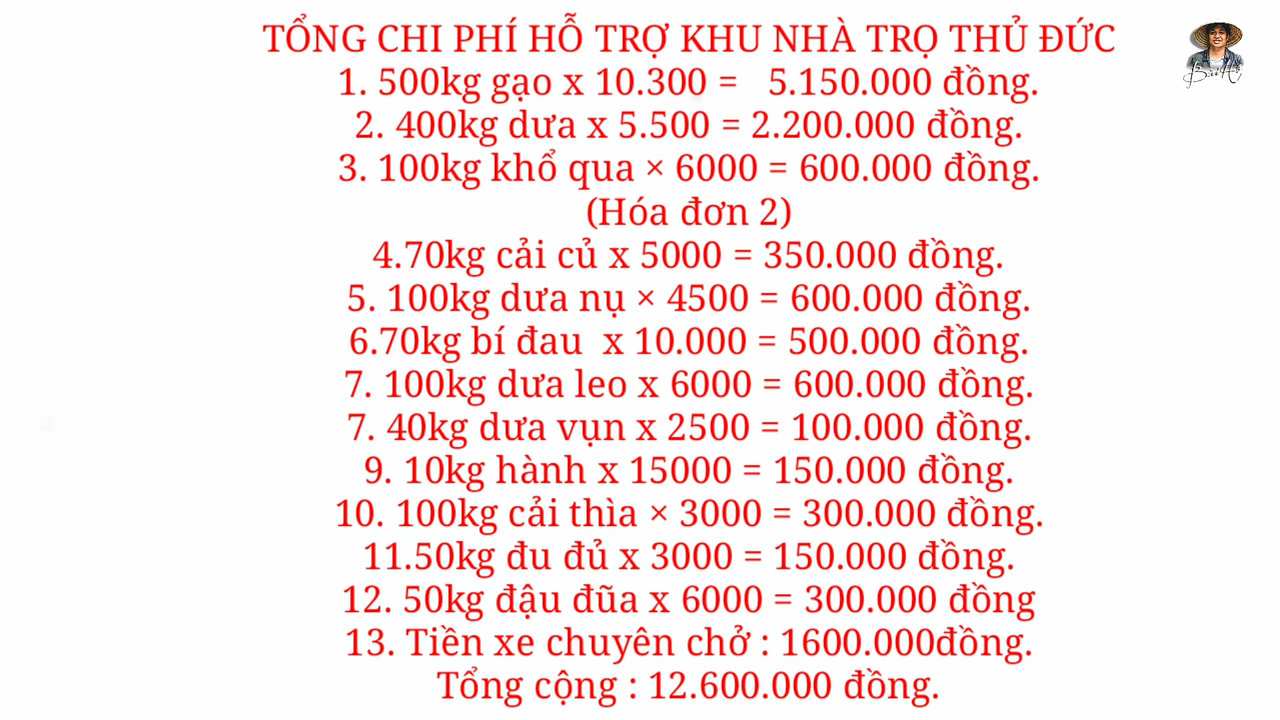 TỔNG CHI PHÍ HỖ TRỢ KHU NHÀ TRỌ THỦ ĐỨC
1. 500kg gạo x 10.300 = 5.150.000 đồng.
2. 400kg dưa x 5.500 = 2.200.000 đồng.
3. 100kg khổ qua × 6000 = 600.000 đồng.
(Hóa đơn 2)
4.70kg cải củ x 5000 = 350.000 đồng.
5. 100kg dưa nụ × 4500 = 600.000 đồng.
6.70kg bí đau x 10.000 = 500.000 đồng.
7. 100kg dưa leo x 6000 = 600.000 đồng.
7. 40kg dưa vụn x 2500 = 100.000 đồng.
9. 10kg hành x 15000 = 150.000 đồng.
10. 100kg cải thìa × 3000 = 300.000 đồng.
11.50kg đu đủ x 3000 = 150.000 đồng.
12. 50kg đậu đũa x 6000 = 300.000 đồng
13. Tiền xe chuyên chở : 1600.000đồng.
Tổng cộng : 12.600.000 đồng.